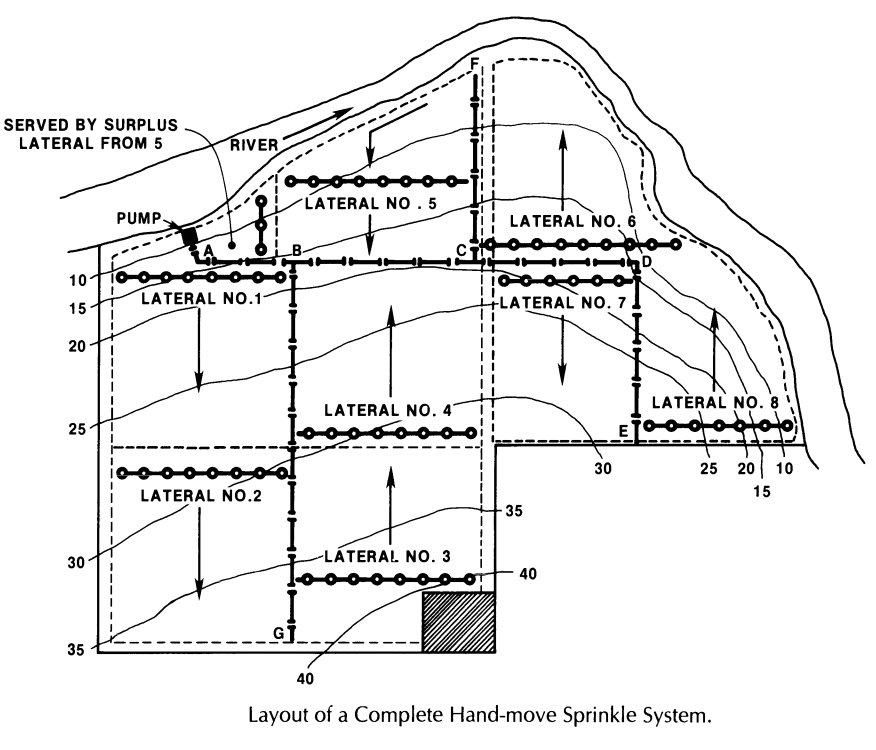 F
SERVED BY SURPLUS
LATERAL FROM 5
RIVER
LATERAL NO. 5
LATERAL NO. 6
PUMP
A
B
C
D
10
LATERAL NO.1
LATERAL NO. 7
15
20
25
LATERAL NO. 4
LATERAL NO. 8
E
30
25
20
10
15
LATERAL NO.2
35
30
LATERAL NO. 3
40
G
35
40
Layout of a Complete Hand-move Sprinkle System.